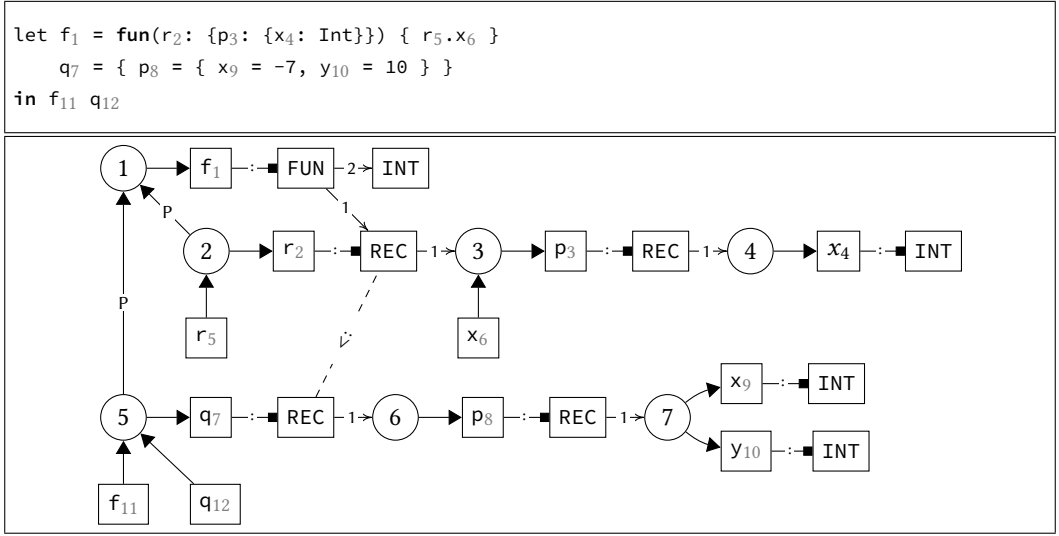 let f₁ = fun(r₂: {p₃: {x₄: Int}}) { r₅.x₆ }
q₇ = { p₈ = { x₉ = −7, y₁₀ = 10 } }
in f₁₁ q₁₂
1 f₁ : FUN 2 INT
P 1
2 r₂ : REC 1 3 p₃ : REC 1 4 x₄ : INT
P
r₅ x₆
<:
5 q₇ : REC 1 6 p₈ : REC 1 7
x₉ : INT
y₁₀ : INT
f₁₁ q₁₂